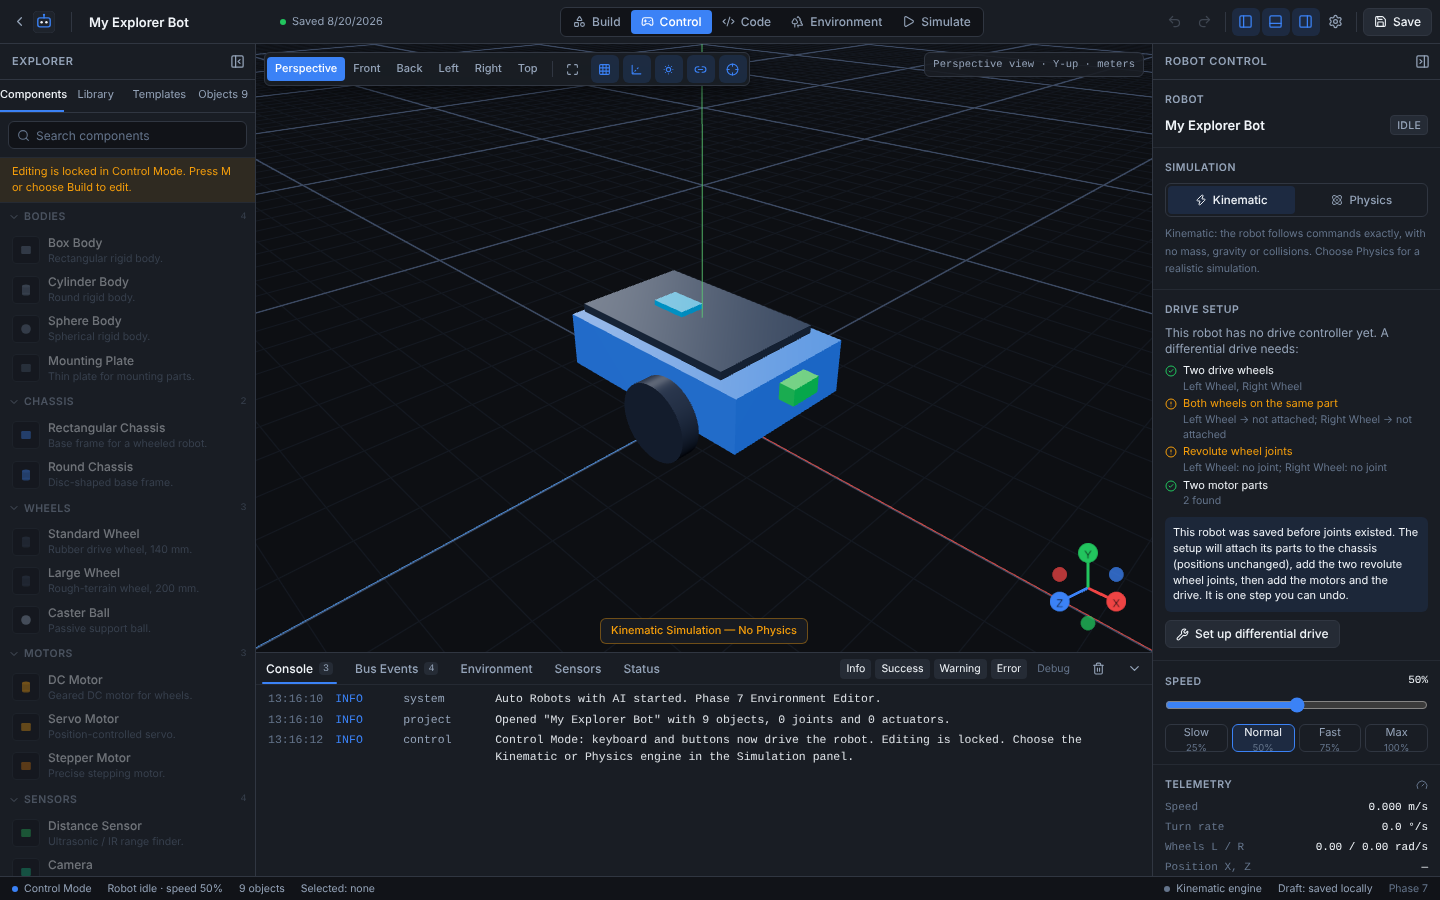 My Explorer Bot
Saved 8/20/2026
Build
Control
Code
Environment
Simulate
Save
EXPLORER
Components
Library
Templates
Objects 9
Search components
Editing is locked in Control Mode. Press M
or choose Build to edit.
BODIES 4
Box Body
Rectangular rigid body.
Cylinder Body
Round rigid body.
Sphere Body
Spherical rigid body.
Mounting Plate
Thin plate for mounting parts.
CHASSIS 2
Rectangular Chassis
Base frame for a wheeled robot.
Round Chassis
Disc-shaped base frame.
WHEELS 3
Standard Wheel
Rubber drive wheel, 140 mm.
Large Wheel
Rough-terrain wheel, 200 mm.
Caster Ball
Passive support ball.
MOTORS 3
DC Motor
Geared DC motor for wheels.
Servo Motor
Position-controlled servo.
Stepper Motor
Precise stepping motor.
SENSORS 4
Distance Sensor
Ultrasonic / IR range finder.
Camera
Perspective
Front
Back
Left
Right
Top
Perspective view · Y-up · meters
Y
Z
X
Kinematic Simulation — No Physics
Console 3
Bus Events 4
Environment
Sensors
Status
Info
Success
Warning
Error
Debug
13:16:10 INFO system Auto Robots with AI started. Phase 7 Environment Editor.
13:16:10 INFO project Opened "My Explorer Bot" with 9 objects, 0 joints and 0 actuators.
13:16:12 INFO control Control Mode: keyboard and buttons now drive the robot. Editing is locked. Choose the
Kinematic or Physics engine in the Simulation panel.
ROBOT CONTROL
ROBOT
My Explorer Bot IDLE
SIMULATION
Kinematic
Physics
Kinematic: the robot follows commands exactly, with
no mass, gravity or collisions. Choose Physics for a
realistic simulation.
DRIVE SETUP
This robot has no drive controller yet. A
differential drive needs:
Two drive wheels
Left Wheel, Right Wheel
Both wheels on the same part
Left Wheel → not attached; Right Wheel → not
attached
Revolute wheel joints
Left Wheel: no joint; Right Wheel: no joint
Two motor parts
2 found
This robot was saved before joints existed. The
setup will attach its parts to the chassis
(positions unchanged), add the two revolute
wheel joints, then add the motors and the
drive. It is one step you can undo.
Set up differential drive
SPEED 50%
Slow
25%
Normal
50%
Fast
75%
Max
100%
TELEMETRY
Speed 0.000 m/s
Turn rate 0.0 °/s
Wheels L / R 0.00 / 0.00 rad/s
Position X, Z —
Control Mode
Robot idle · speed 50%
9 objects
Selected: none
Kinematic engine
Draft: saved locally
Phase 7